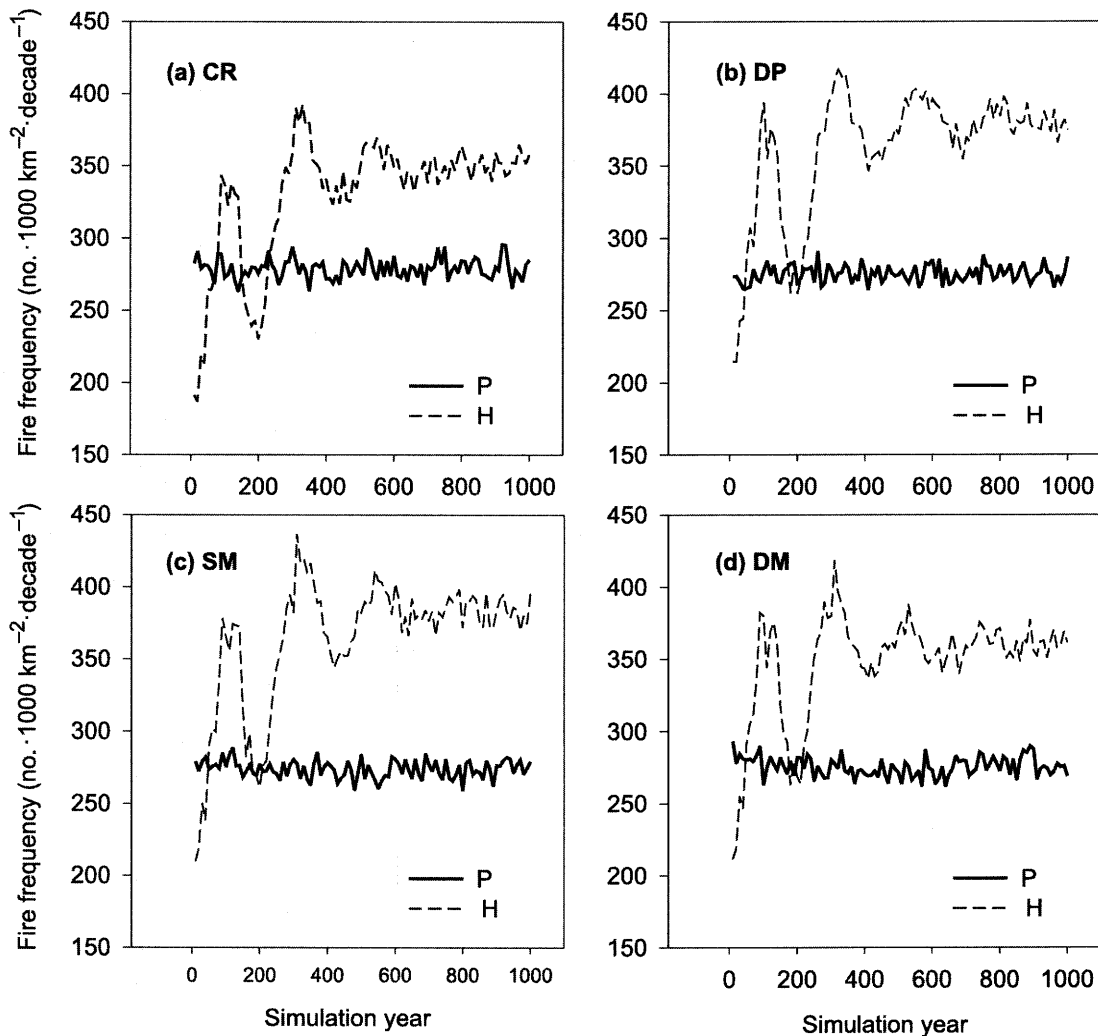 450
400
350
300
250
200
150
Fire frequency (no. · 1000 km⁻² · decade⁻¹)
(a) CR
P
H
0 200 400 600 800 1000
450
400
350
300
250
200
150
(b) DP
P
H
0 200 400 600 800 1000
450
400
350
300
250
200
150
Fire frequency (no. · 1000 km⁻² · decade⁻¹)
(c) SM
P
H
0 200 400 600 800 1000
Simulation year
450
400
350
300
250
200
150
(d) DM
P
H
0 200 400 600 800 1000
Simulation year